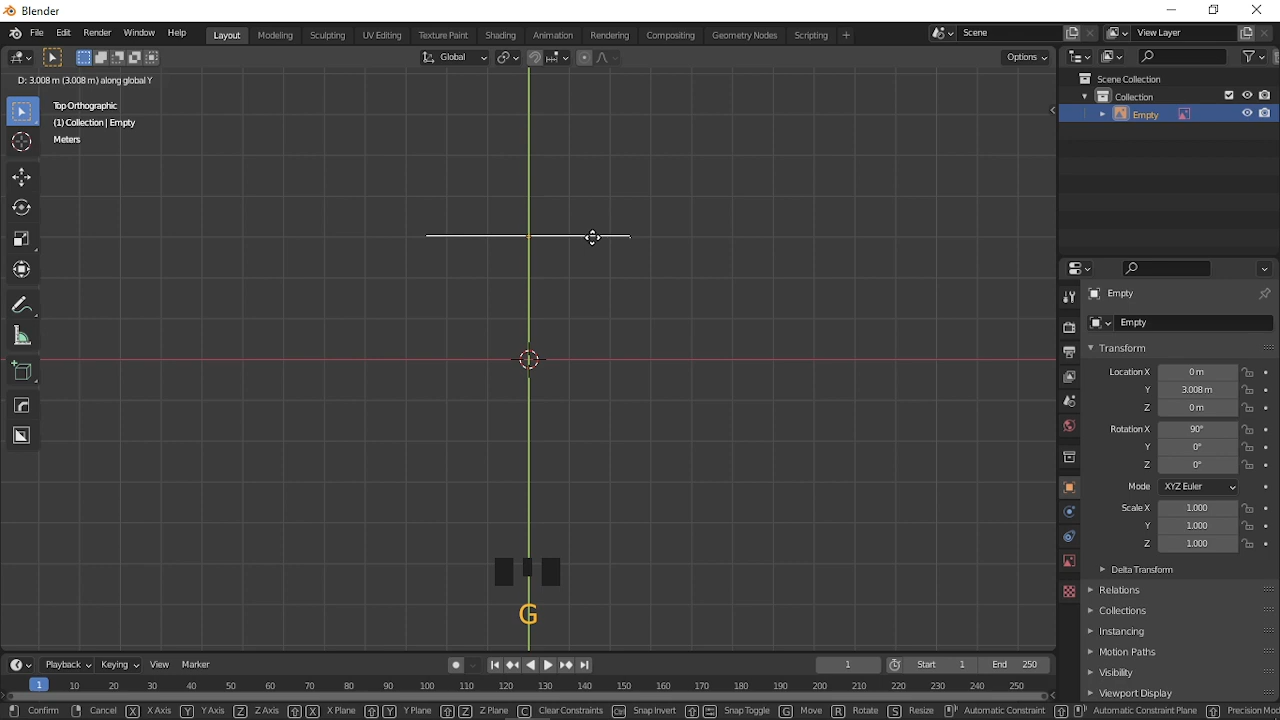 Blender
File Edit Render Window Help Layout Modeling Sculpting UV Editing Texture Paint Shading Animation Rendering Compositing Geometry Nodes Scripting + Scene View Layer
Global Options
D: 3.008 m (3.008 m) along global Y
Top Orthographic
(1) Collection | Empty
Meters
Scene Collection
Collection
Empty
Empty
Empty
Transform
Location X 0 m
Y 3.008 m
Z 0 m
Rotation X 90°
Y 0°
Z 0°
Mode XYZ Euler
Scale X 1.000
Y 1.000
Z 1.000
Delta Transform
Relations
Collections
Instancing
Motion Paths
Visibility
Viewport Display
G
Playback Keying View Marker 1 Start 1 End 250
1 10 20 30 40 50 60 70 80 90 100 110 120 130 140 150 160 170 180 190 200 210 220 230 240 250
Confirm Cancel X X Axis Y Y Axis Z Z Axis X X Plane Y Y Plane Z Z Plane C Clear Constraints Ctrl Snap Invert Snap Toggle G Move R Rotate S Resize Automatic Constraint Automatic Constraint Plane Precision Mod